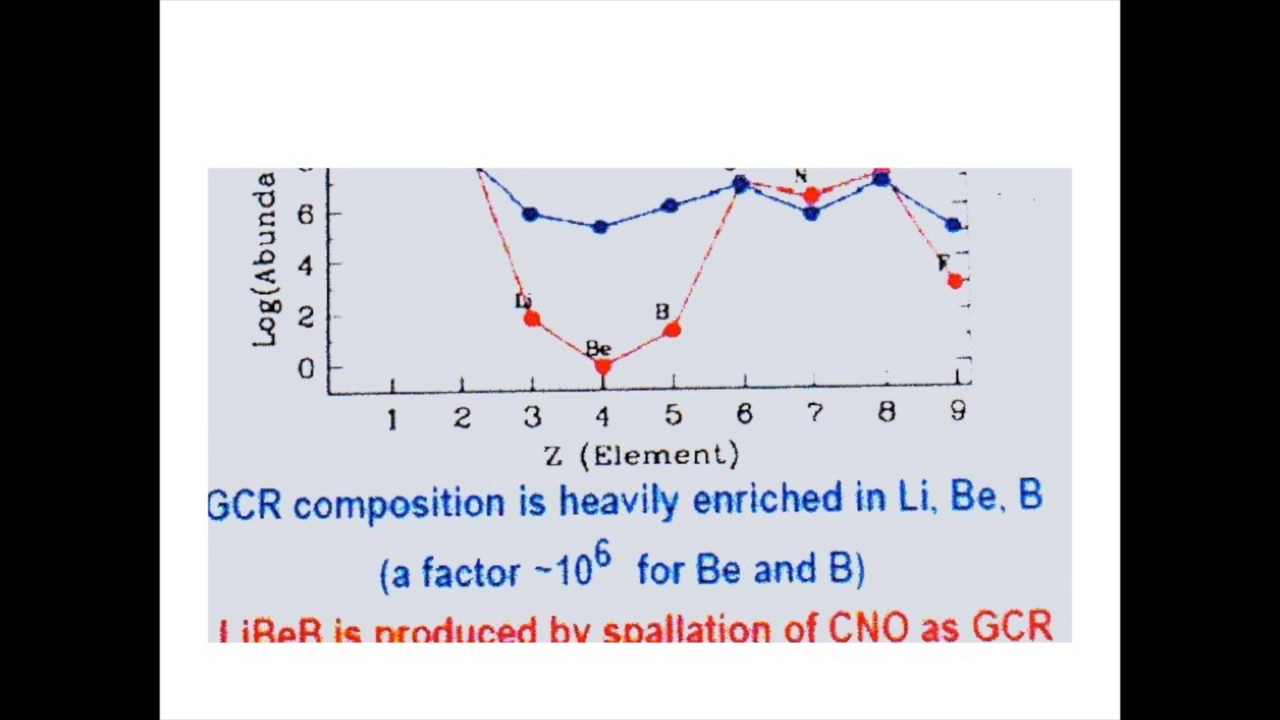 N
Log(Abunda
6
4
Li
2
B
Be
0
1 2 3 4 5 6 7 8 9
F
Z (Element)
GCR composition is heavily enriched in Li, Be, B
(a factor ~10⁶ for Be and B)
LiBeB is produced by spallation of CNO as GCR